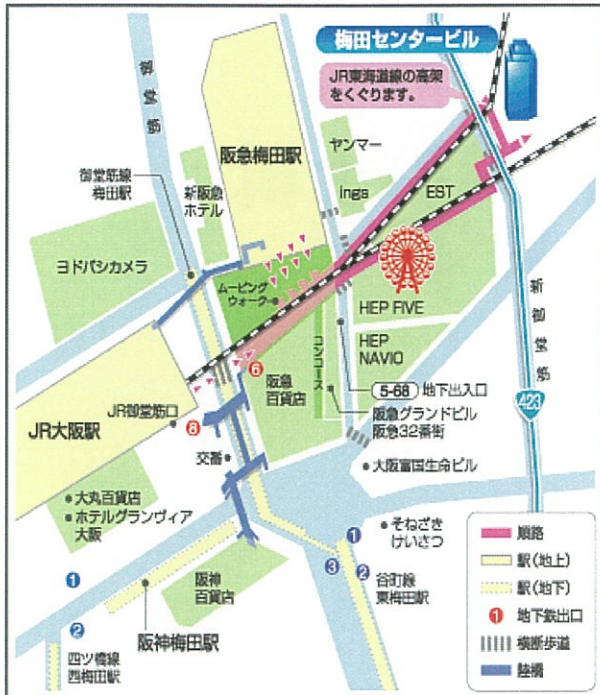 梅田センタービル
JR東海道線の高架
をくぐります。
御堂筋
阪急梅田駅
ヤンマー
ings
EST
御堂筋線
梅田駅
新阪急
ホテル
ヨドバシカメラ
ムービング
ウォーク
HEP FIVE
HEP
NAVIO
新御堂筋
423
コンコース
6
阪急
百貨店
5-68 地下出入口
阪急グランドビル
阪急32番街
JR大阪駅
JR御堂筋口
8
交番
大阪富国生命ビル
大丸百貨店
ホテルグランヴィア
大阪
そねざき
けいさつ
1
2
阪神
百貨店
阪神梅田駅
四ツ橋線
西梅田駅
1
2
3
谷町線
東梅田駅
順路
駅(地上)
駅(地下)
1 地下鉄出口
横断歩道
陸橋